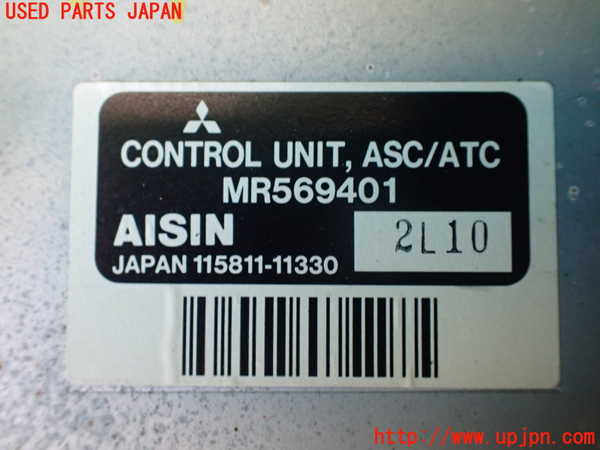 USED PARTS JAPAN
CONTROL UNIT, ASC/ATC
MR569401
AISIN
2L10
JAPAN 115811-11330
http://www.upjpn.com